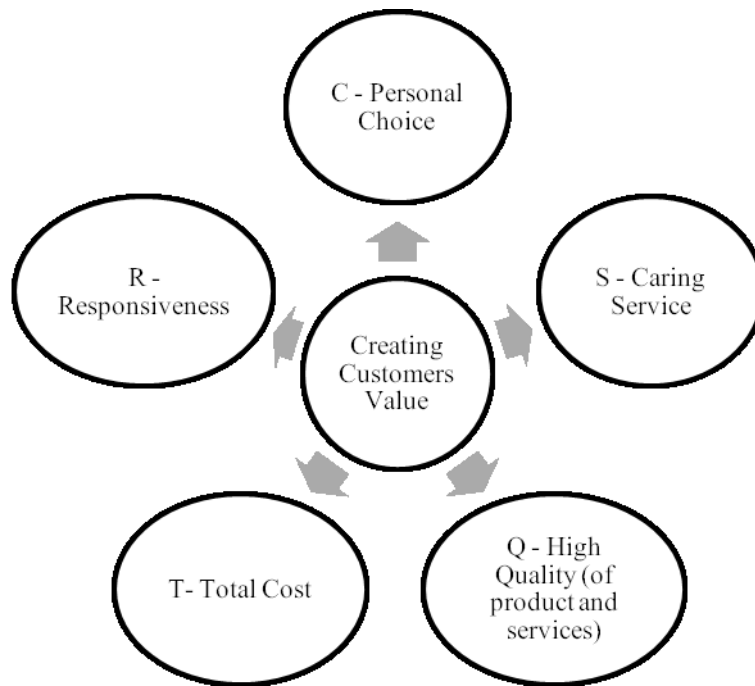 C - Personal
Choice
R -
Responsiveness
S - Caring
Service
Creating
Customers
Value
T- Total Cost
Q - High
Quality (of
product and
services)